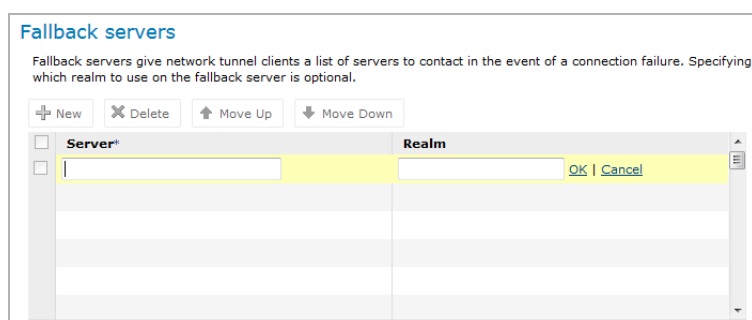 Fallback servers
Fallback servers give network tunnel clients a list of servers to contact in the event of a connection failure. Specifying
which realm to use on the fallback server is optional.
New Delete Move Up Move Down
Server* Realm
OK | Cancel